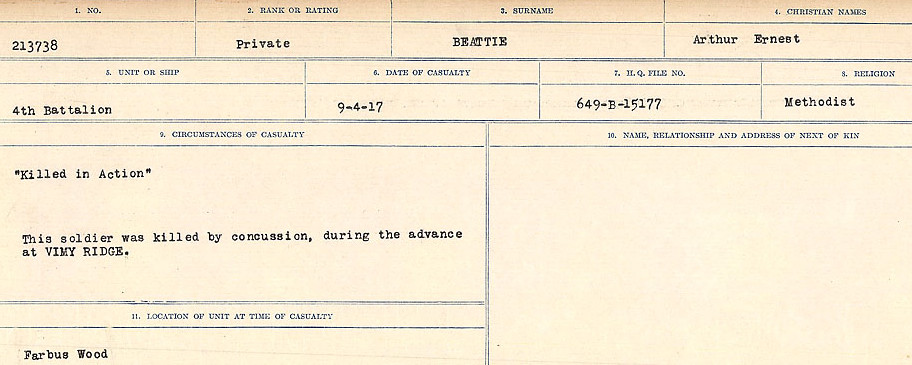 1. NO.
2. RANK OR RATING
3. SURNAME
4. CHRISTIAN NAMES
213738
Private
BEATTIE
Arthur Ernest
5. UNIT OR SHIP
6. DATE OF CASUALTY
7. H.Q. FILE NO.
8. RELIGION
4th Battalion
9-4-17
649-B-15177
Methodist
9. CIRCUMSTANCES OF CASUALTY
10. NAME, RELATIONSHIP AND ADDRESS OF NEXT OF KIN
"Killed in Action"
This soldier was killed by concussion, during the advance
at VIMY RIDGE.
11. LOCATION OF UNIT AT TIME OF CASUALTY
Farbus Wood